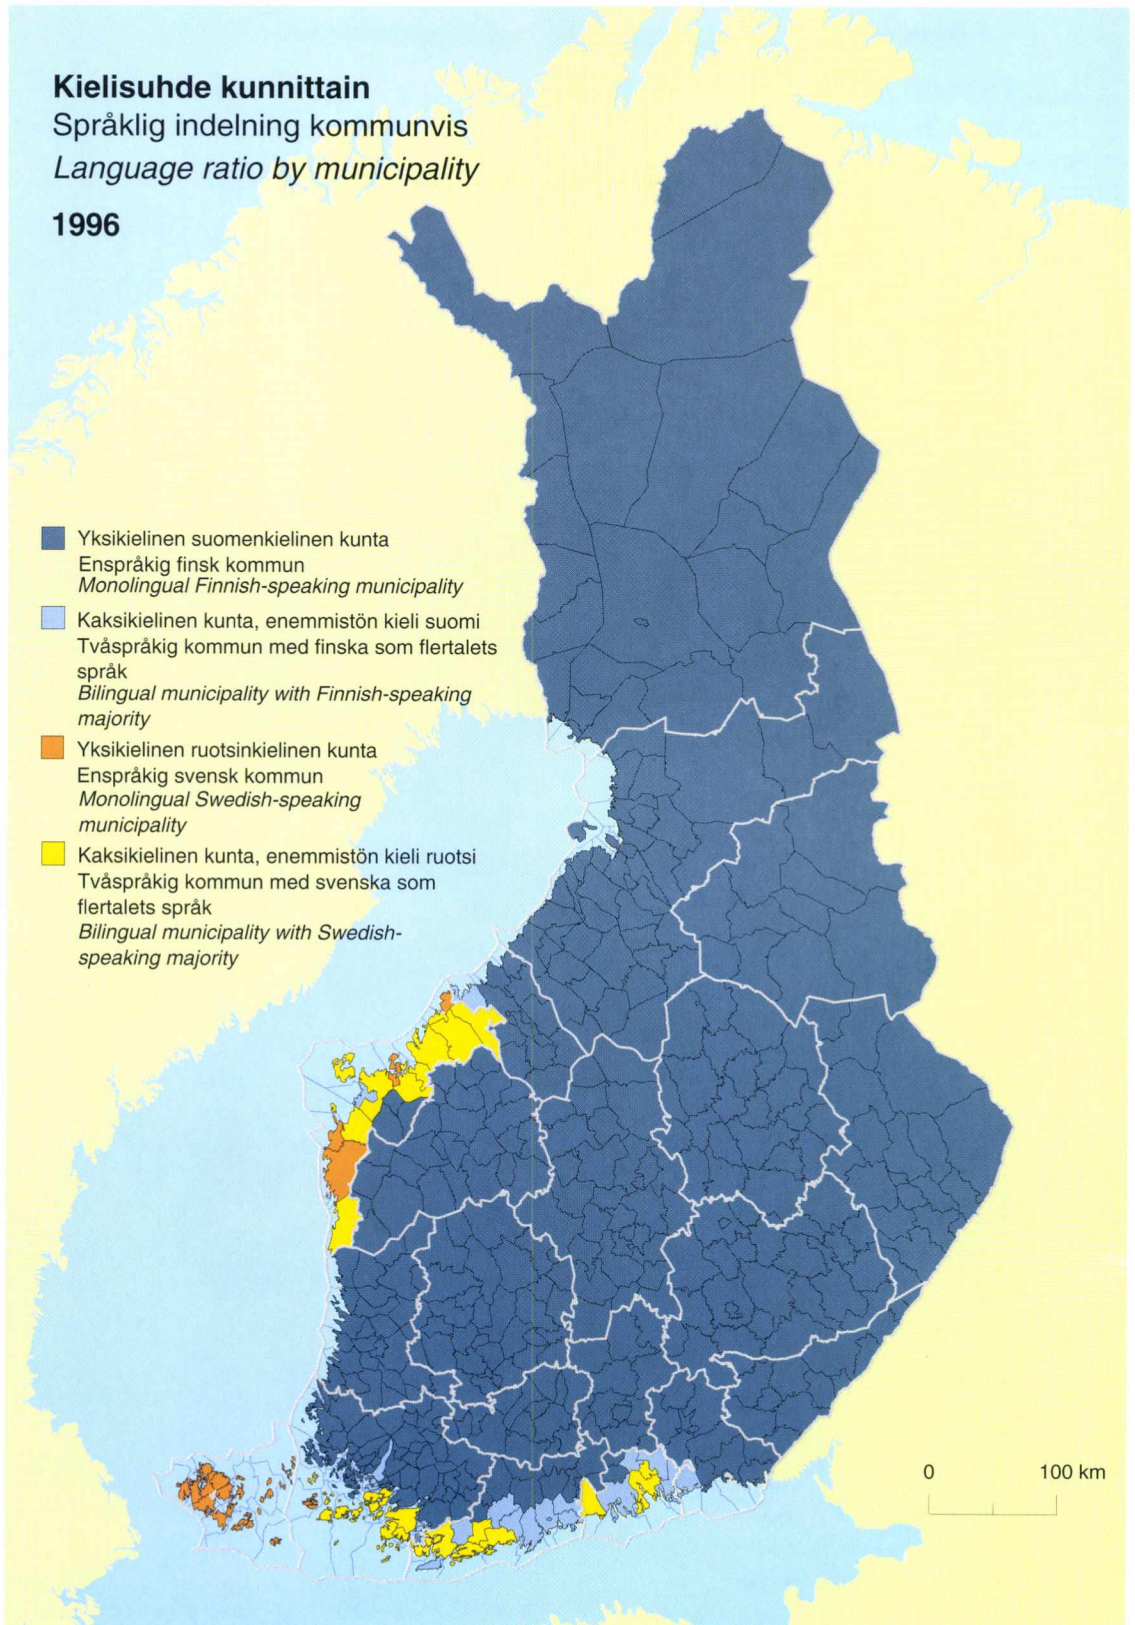 Kielisuhde kunnittain
Språklig indelning kommunvis
Language ratio by municipality
1996
Yksikielinen suomenkielinen kunta
Enspråkig finsk kommun
Monolingual Finnish-speaking municipality
Kaksikielinen kunta, enemmistön kieli suomi
Tvåspråkig kommun med finska som flertalets
språk
Bilingual municipality with Finnish-speaking
majority
Yksikielinen ruotsinkielinen kunta
Enspråkig svensk kommun
Monolingual Swedish-speaking
municipality
Kaksikielinen kunta, enemmistön kieli ruotsi
Tvåspråkig kommun med svenska som
flertalets språk
Bilingual municipality with Swedish-
speaking majority
0 100 km